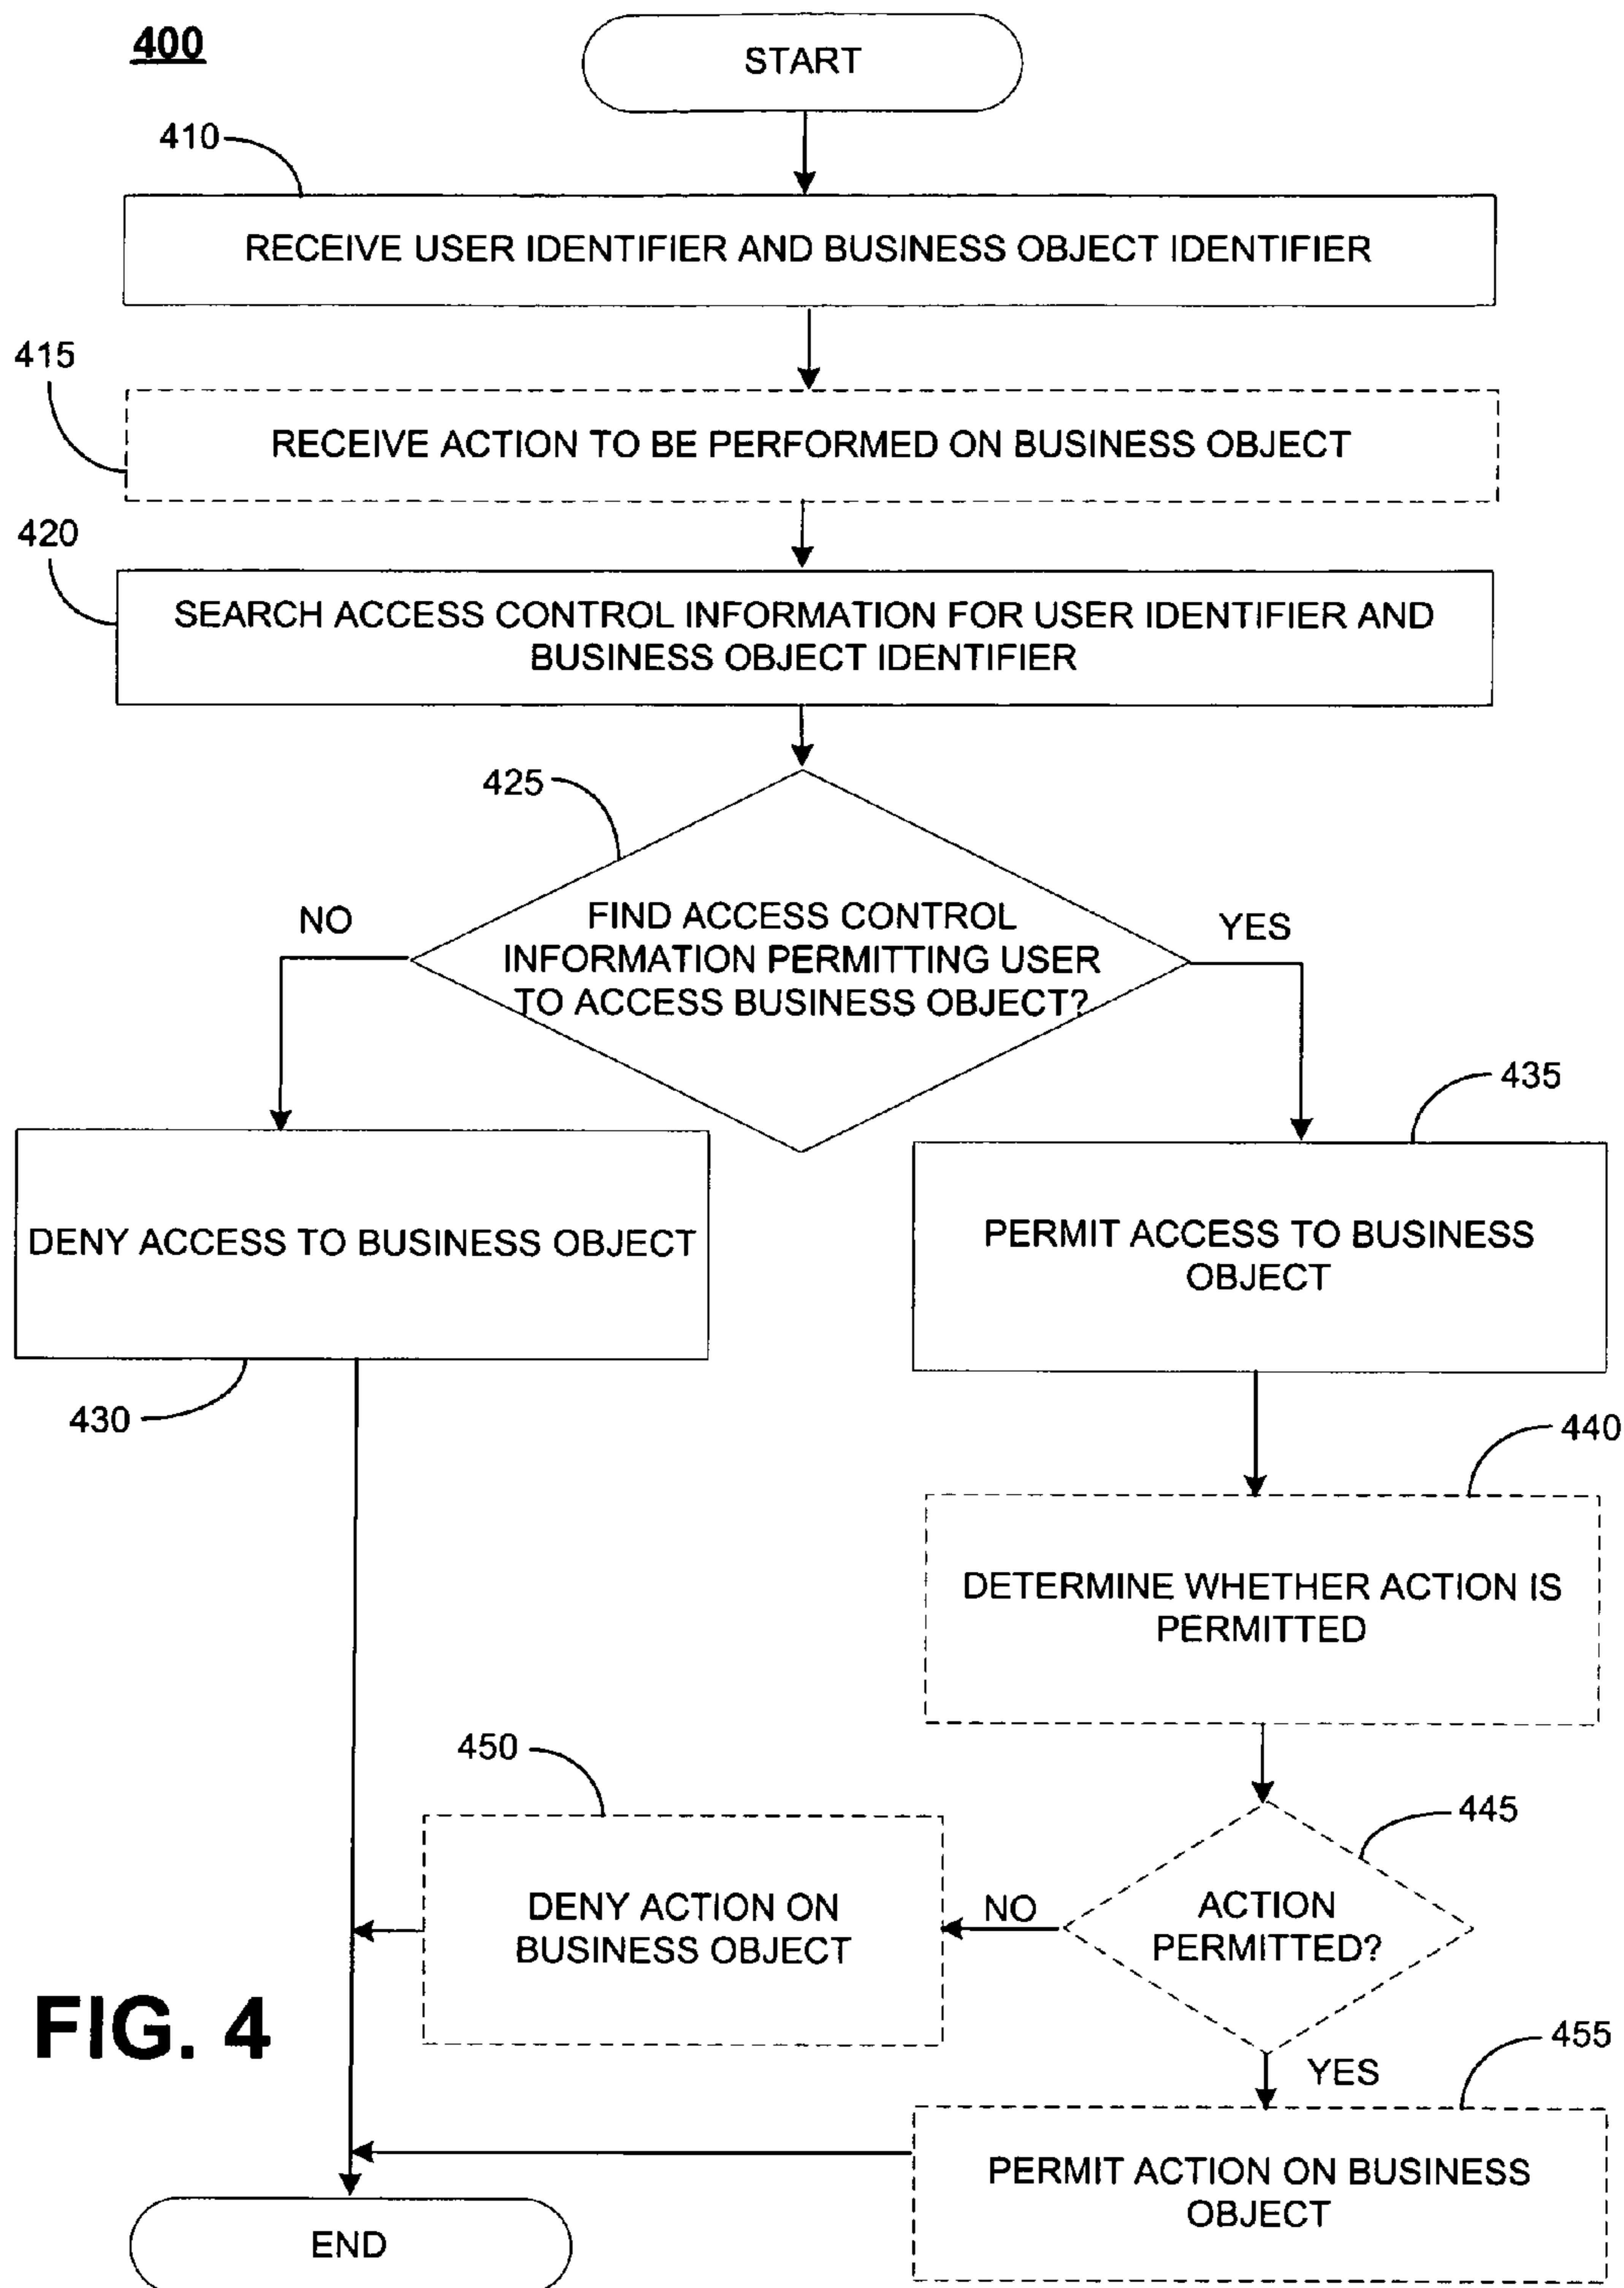 400
START
410
RECEIVE USER IDENTIFIER AND BUSINESS OBJECT IDENTIFIER
415
RECEIVE ACTION TO BE PERFORMED ON BUSINESS OBJECT
420
SEARCH ACCESS CONTROL INFORMATION FOR USER IDENTIFIER AND
BUSINESS OBJECT IDENTIFIER
425
FIND ACCESS CONTROL
INFORMATION PERMITTING USER
TO ACCESS BUSINESS OBJECT?
NO
YES
435
DENY ACCESS TO BUSINESS OBJECT
PERMIT ACCESS TO BUSINESS
OBJECT
430
440
DETERMINE WHETHER ACTION IS
PERMITTED
450
445
DENY ACTION ON
BUSINESS OBJECT
NO
ACTION
PERMITTED?
FIG. 4
455
YES
PERMIT ACTION ON BUSINESS
OBJECT
END